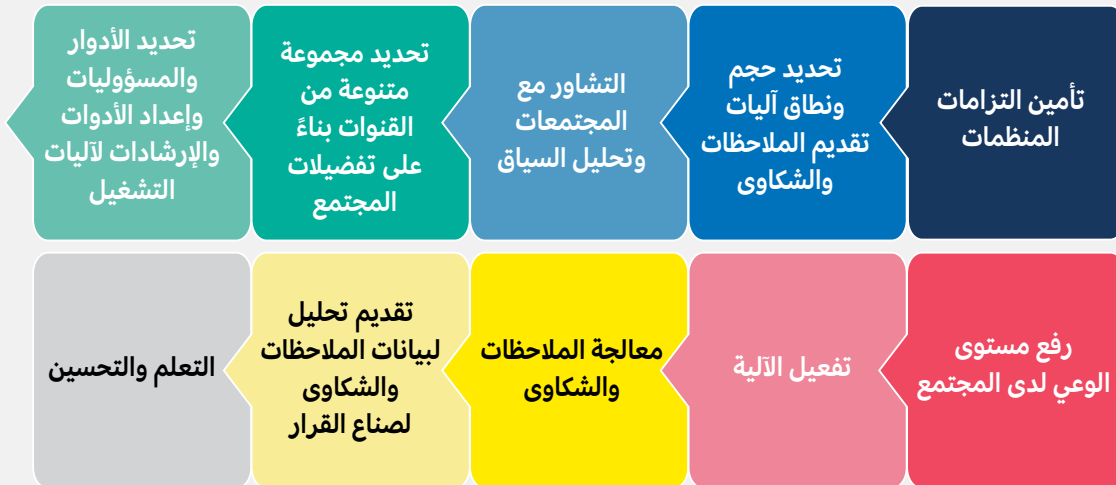 تأمين التزامات
المنظمات
تحديد حجم
ونطاق آليات
تقديم الملاحظات
والشكاوى
التشاور مع
المجتمعات
وتحليل السياق
تحديد مجموعة
متنوعة من
القنوات بناءً
على تفضيلات
المجتمع
تحديد الأدوار
والمسؤوليات
وإعداد الأدوات
والإرشادات لآليات
التشغيل
رفع مستوى
الوعي لدى المجتمع
تفعيل الآلية
معالجة الملاحظات
والشكاوى
تقديم تحليل
لبيانات الملاحظات
والشكاوى
لصناع القرار
التعلم والتحسين